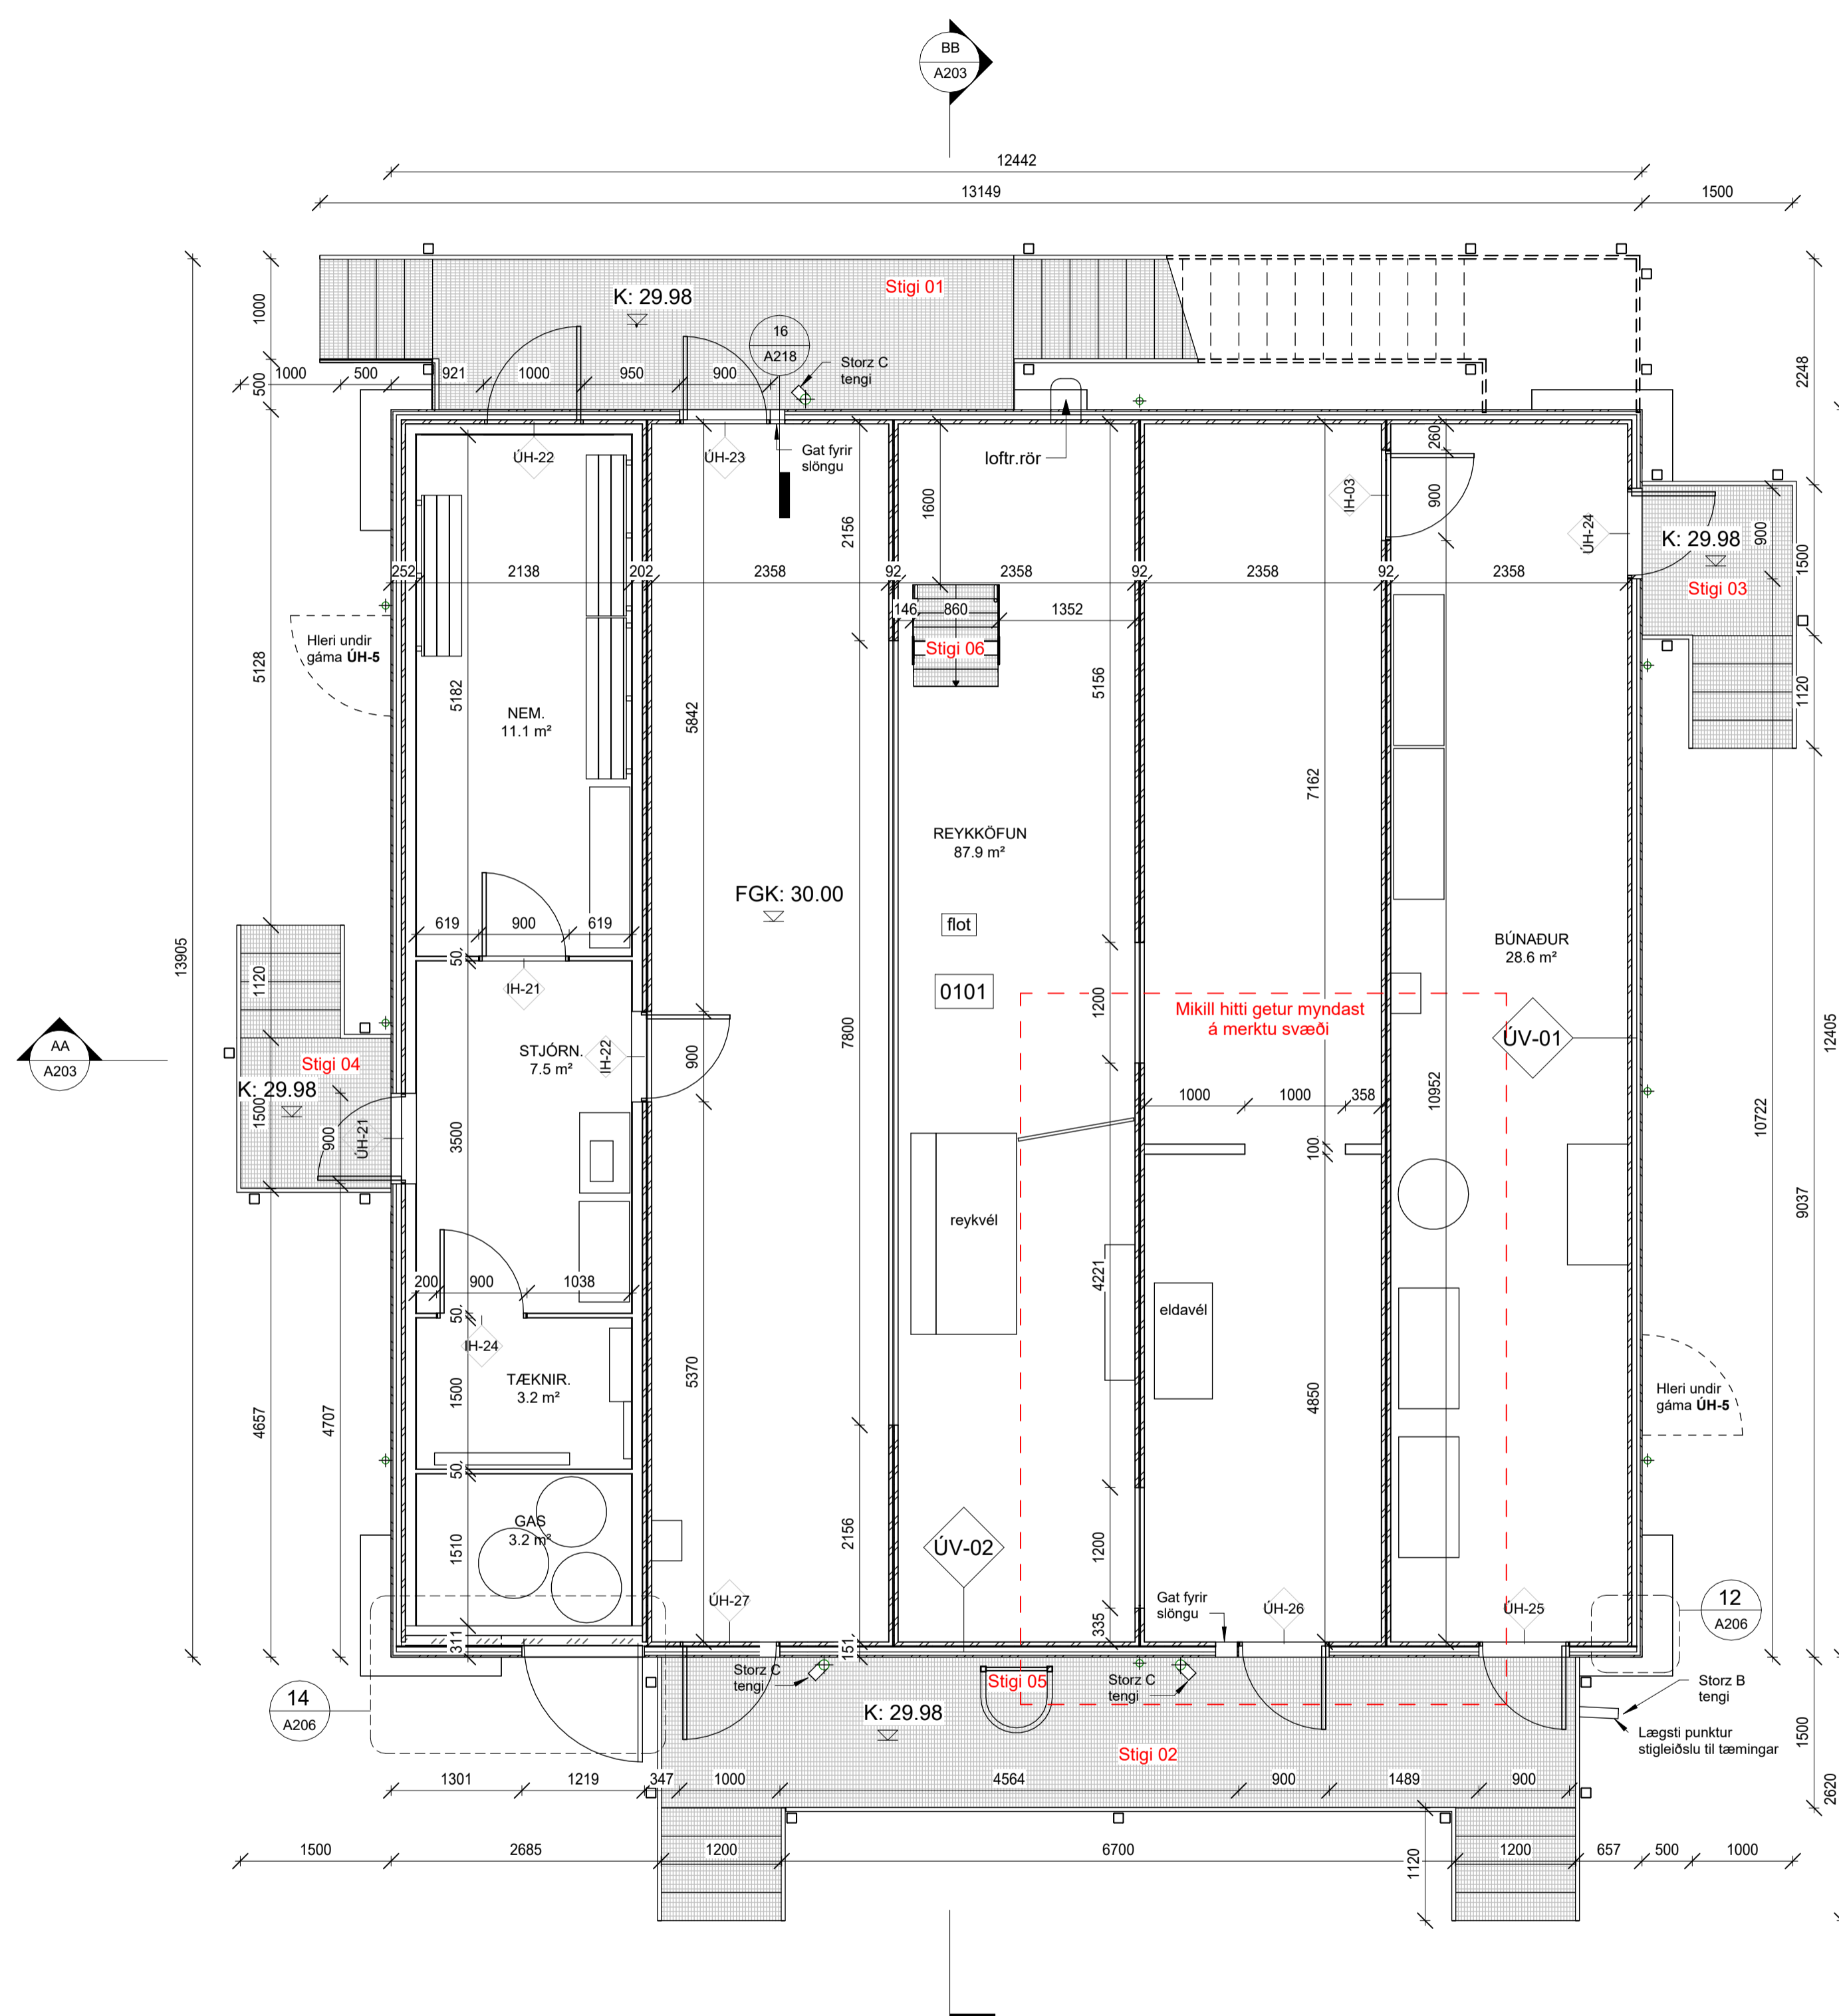 BB
A203
12442
13149
1500
Stigi 01
K: 29.98
16
A218
Storz C
tengi
1000
500
1000
500
921
1000
950
900
2248
ÚH-22
ÚH-23
Gat fyrir
slöngu
loftr.rör
1600
2156
IH-03
260
900
ÚH-24
K: 29.98
900
1500
Stigi 03
252
2138
202
2358
92
2358
92
2358
92
2358
146
860
1352
Stigi 06
Hleri undir
gáma ÚH-5
5128
5182
5842
5156
1120
NEM.
11.1 m²
7162
REYKKÖFUN
87.9 m²
FGK: 30.00
flot
0101
619
900
619
50
BÚNAÐUR
28.6 m²
13905
1120
IH-21
1200
Mikill hitti getur myndast
á merktu svæði
ÚV-01
12405
AA
A203
Stigi 04
K: 29.98
1500
900
ÚH-21
STJÓRN.
7.5 m²
IH-22
900
7800
3500
1000
1000
358
100
10952
10722
9037
reykvél
200
900
1038
50
4221
eldavél
IH-24
TÆKNIR.
3.2 m²
1500
5370
4657
4707
4850
Hleri undir
gáma ÚH-5
50
GAS
3.2 m²
1510
2156
ÚV-02
1200
335
ÚH-27
Gat fyrir
slöngu
ÚH-26
ÚH-25
12
A206
311
151
14
A206
Storz C
tengi
Stigi 05
Storz C
tengi
K: 29.98
Stigi 02
Storz B
tengi
Lægsti punktur
stigleiðslu til tæmingar
1500
2620
1301
1219
347
1000
4564
900
1489
900
1500
2685
1200
6700
1120
1200
657
500
1000